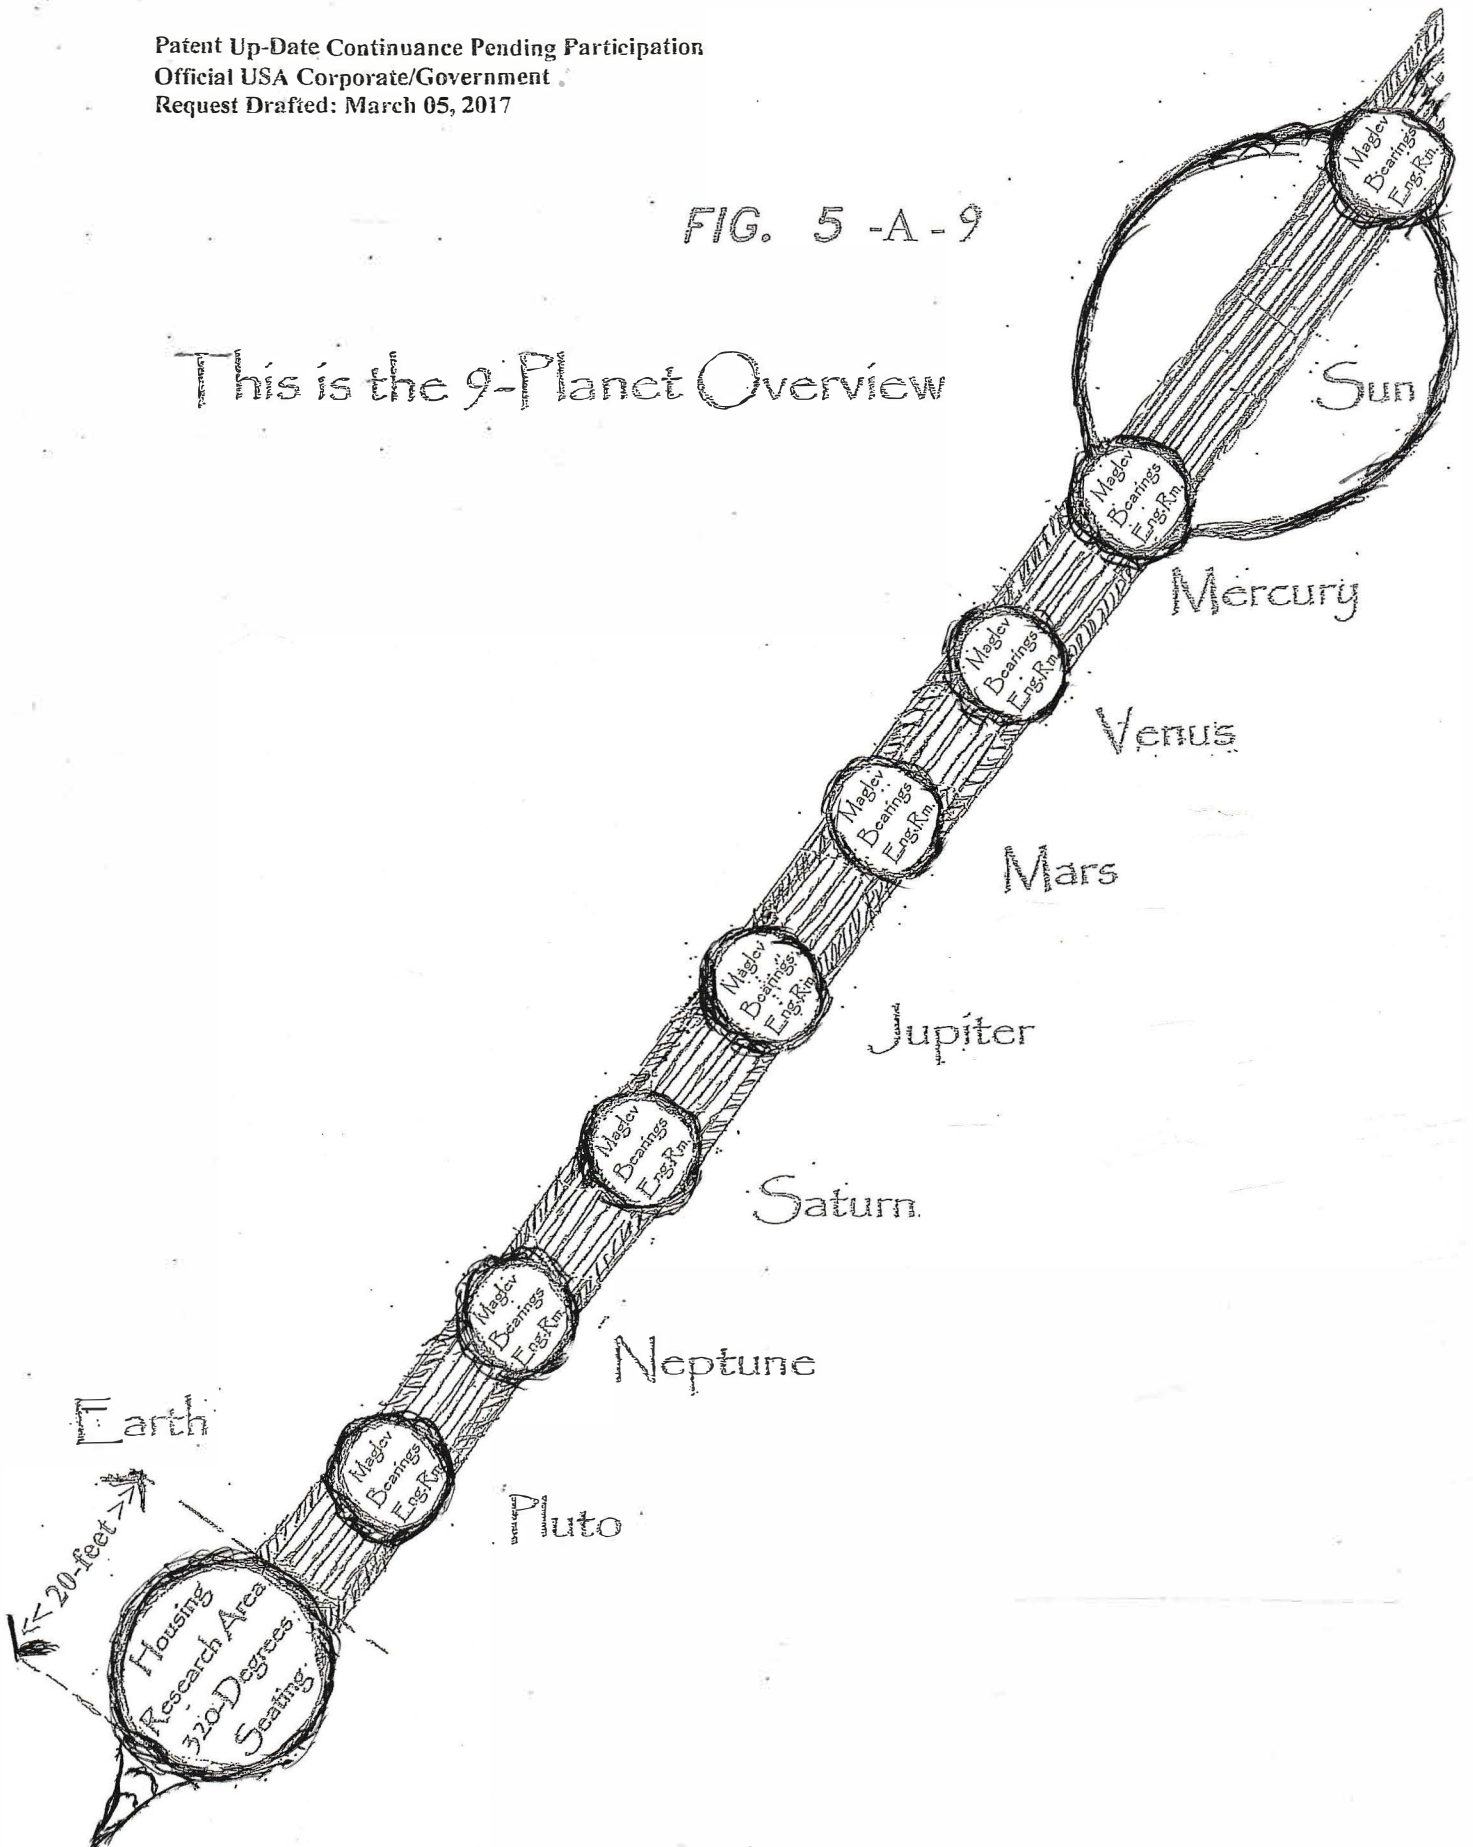 Patent Up-Date Continuance Pending Participation
Official USA Corporate/Government
Request Drafted: March 05, 2017
FIG. 5 -A - 9
This is the 9-Planet Overview
Maglev
Bearings
Eng.Rm.
Sun
Maglev
Bearings
Eng.Rm.
Mercury
Maglev
Bearings
Eng.Rm.
Venus
Maglev
Bearings
Eng.Rm.
Mars
Maglev
Bearings
Eng.Rm.
Jupiter
Maglev
Bearings
Eng.Rm.
Saturn
Maglev
Bearings
Eng.Rm.
Neptune
Maglev
Bearings
Eng.Rm.
Pluto
Earth
<< 20-feet >>
Housing
Research Area
320-Degrees
Seating